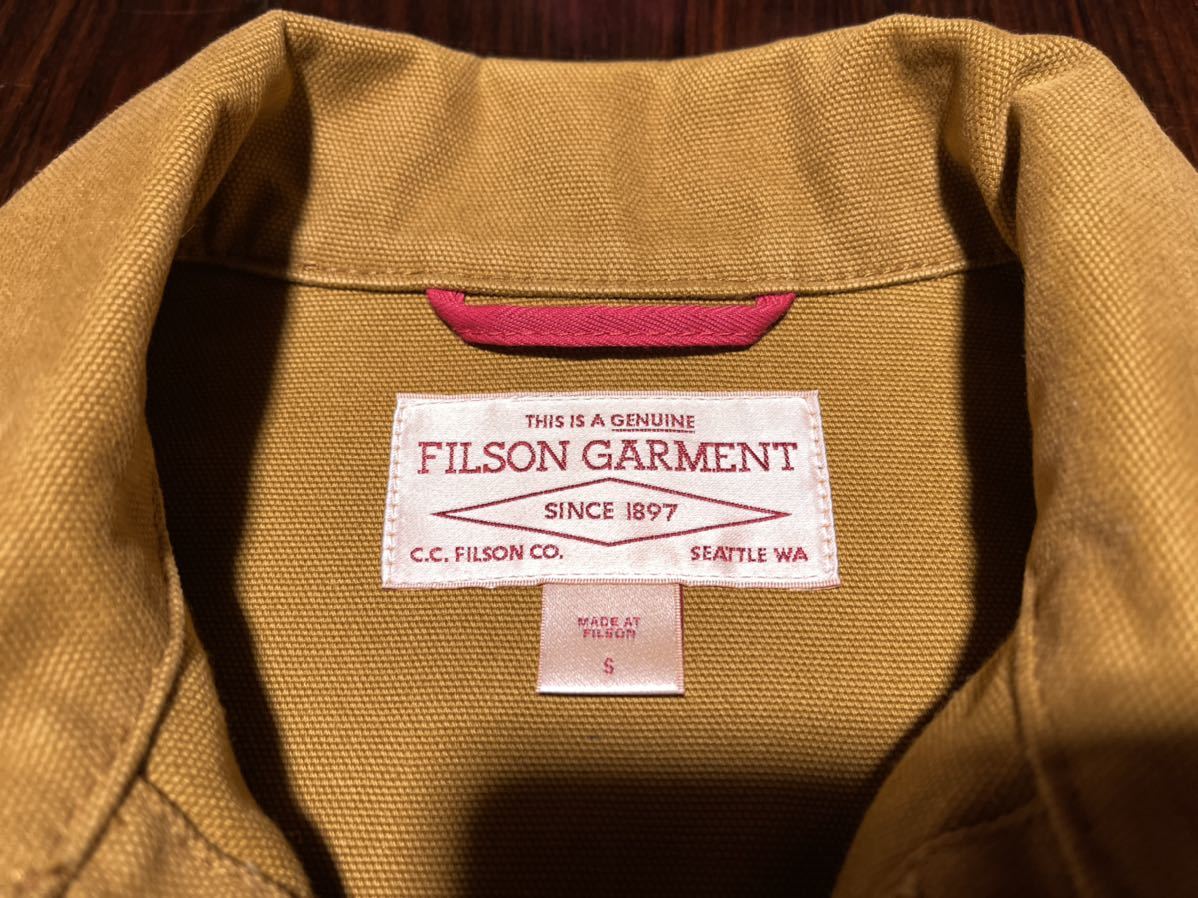 THIS IS A GENUINE
FILSON GARMENT
SINCE 1897
C.C. FILSON CO. SEATTLE WA
MADE AT
FILSON
S